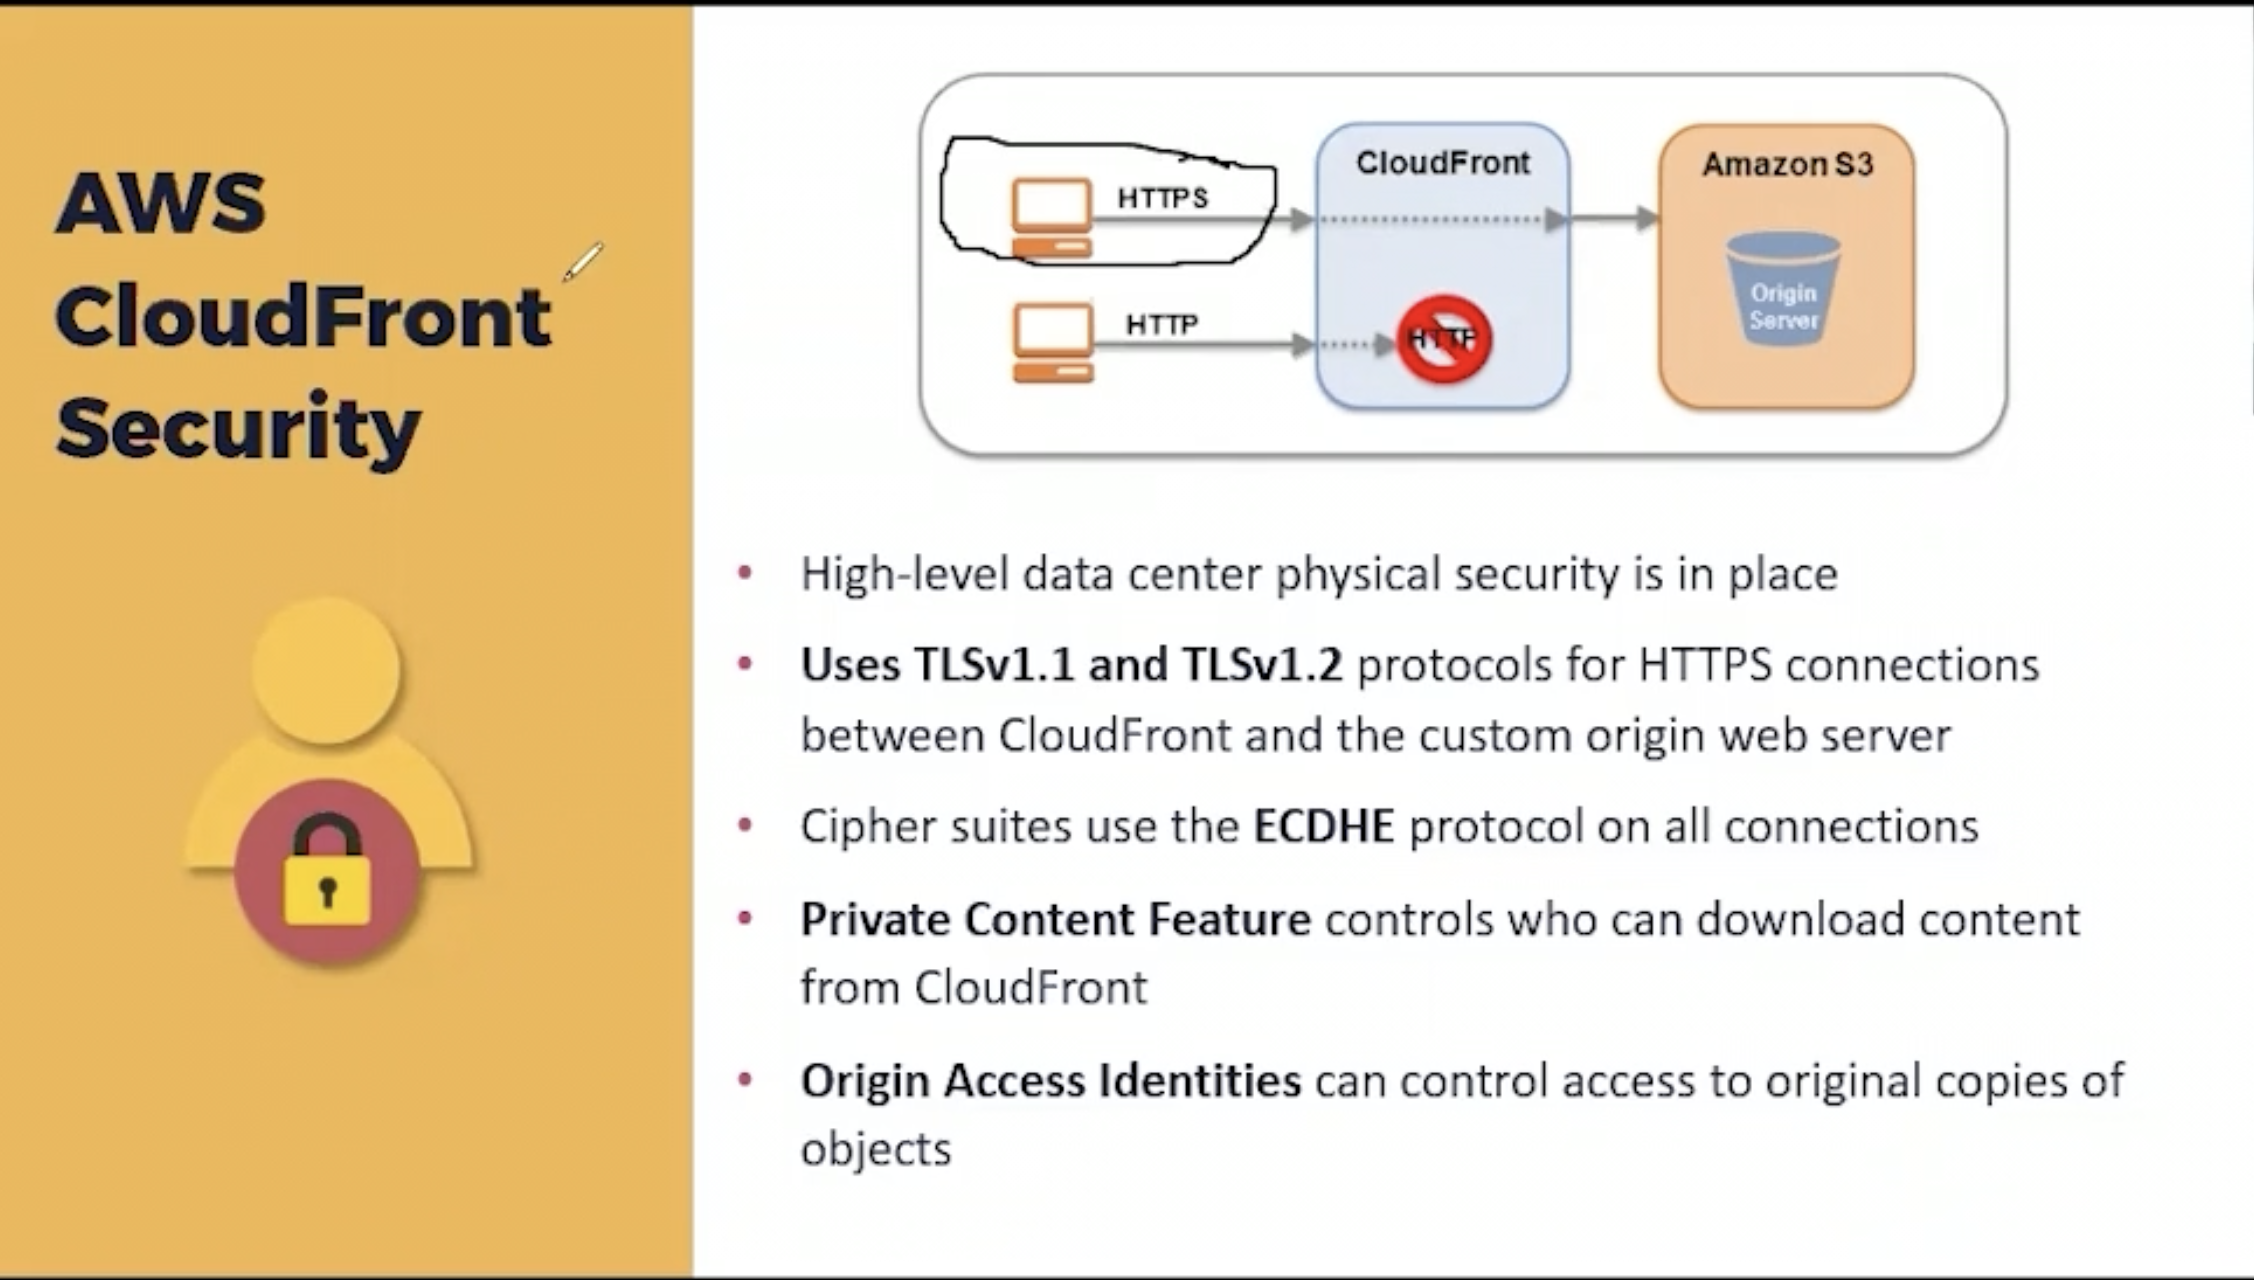 AWS
CloudFront
Security
CloudFront
Amazon S3
HTTPS
Origin
Server
HTTP
HTTP
• High-level data center physical security is in place
• Uses TLSv1.1 and TLSv1.2 protocols for HTTPS connections
between CloudFront and the custom origin web server
• Cipher suites use the ECDHE protocol on all connections
• Private Content Feature controls who can download content
from CloudFront
• Origin Access Identities can control access to original copies of
objects